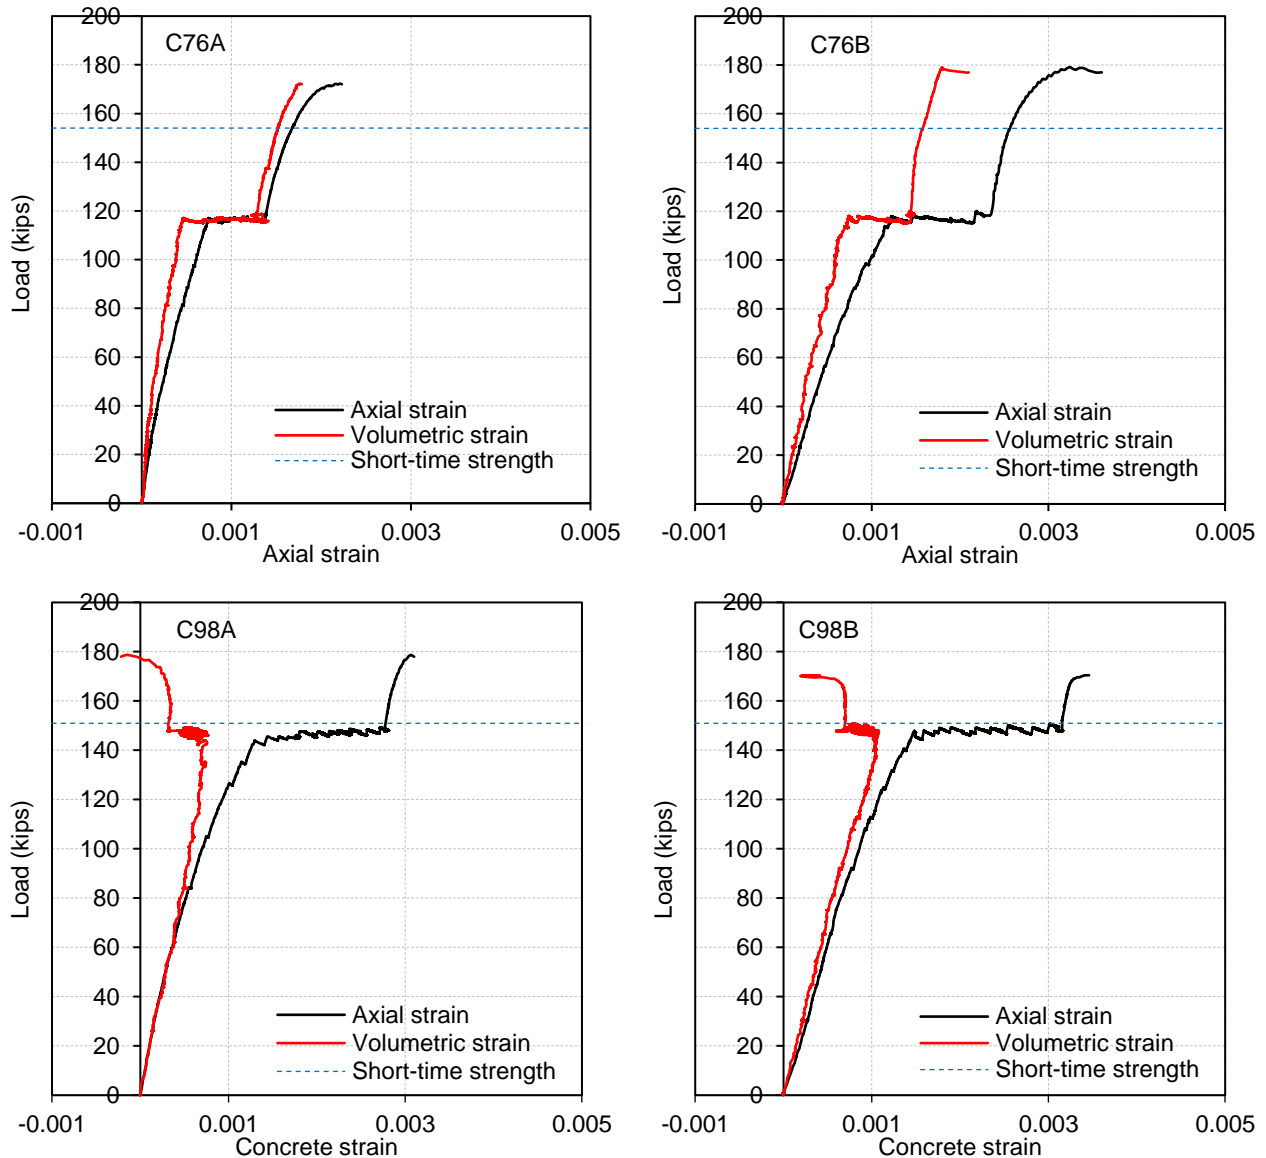 C76A
200
180
160
140
120
100
80
60
40
20
0
Load (kips)
-0.001 0.001 0.003 0.005
Axial strain
Axial strain
Volumetric strain
Short-time strength
C76B
200
180
160
140
120
100
80
60
40
20
0
Load (kips)
-0.001 0.001 0.003 0.005
Axial strain
Axial strain
Volumetric strain
Short-time strength
C98A
200
180
160
140
120
100
80
60
40
20
0
Load (kips)
-0.001 0.001 0.003 0.005
Concrete strain
Axial strain
Volumetric strain
Short-time strength
C98B
200
180
160
140
120
100
80
60
40
20
0
Load (kips)
-0.001 0.001 0.003 0.005
Concrete strain
Axial strain
Volumetric strain
Short-time strength